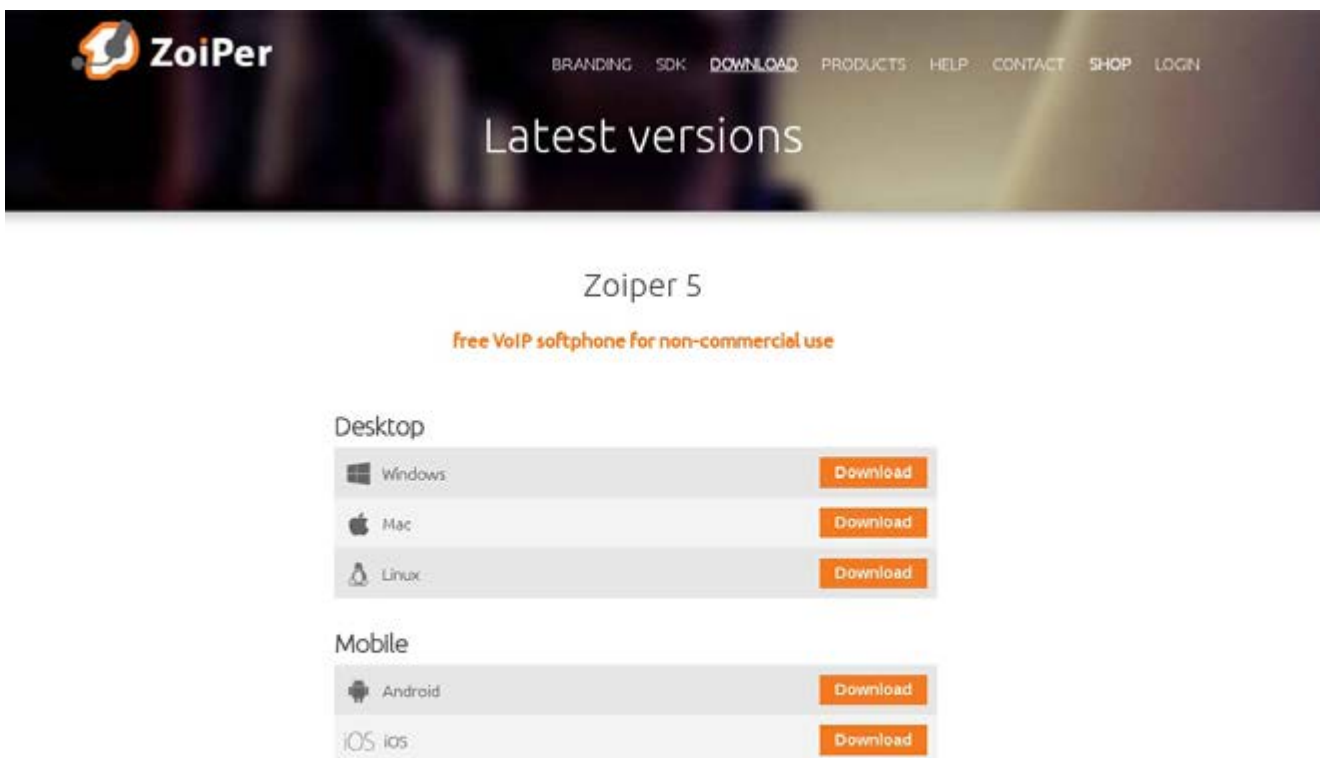 ZoiPer
BRANDING SDK DOWNLOAD PRODUCTS HELP CONTACT SHOP LOGIN
Latest versions
Zoiper 5
free VoIP softphone for non-commercial use
Desktop
Windows Download
Mac Download
Linux Download
Mobile
Android Download
iOS iOS Download